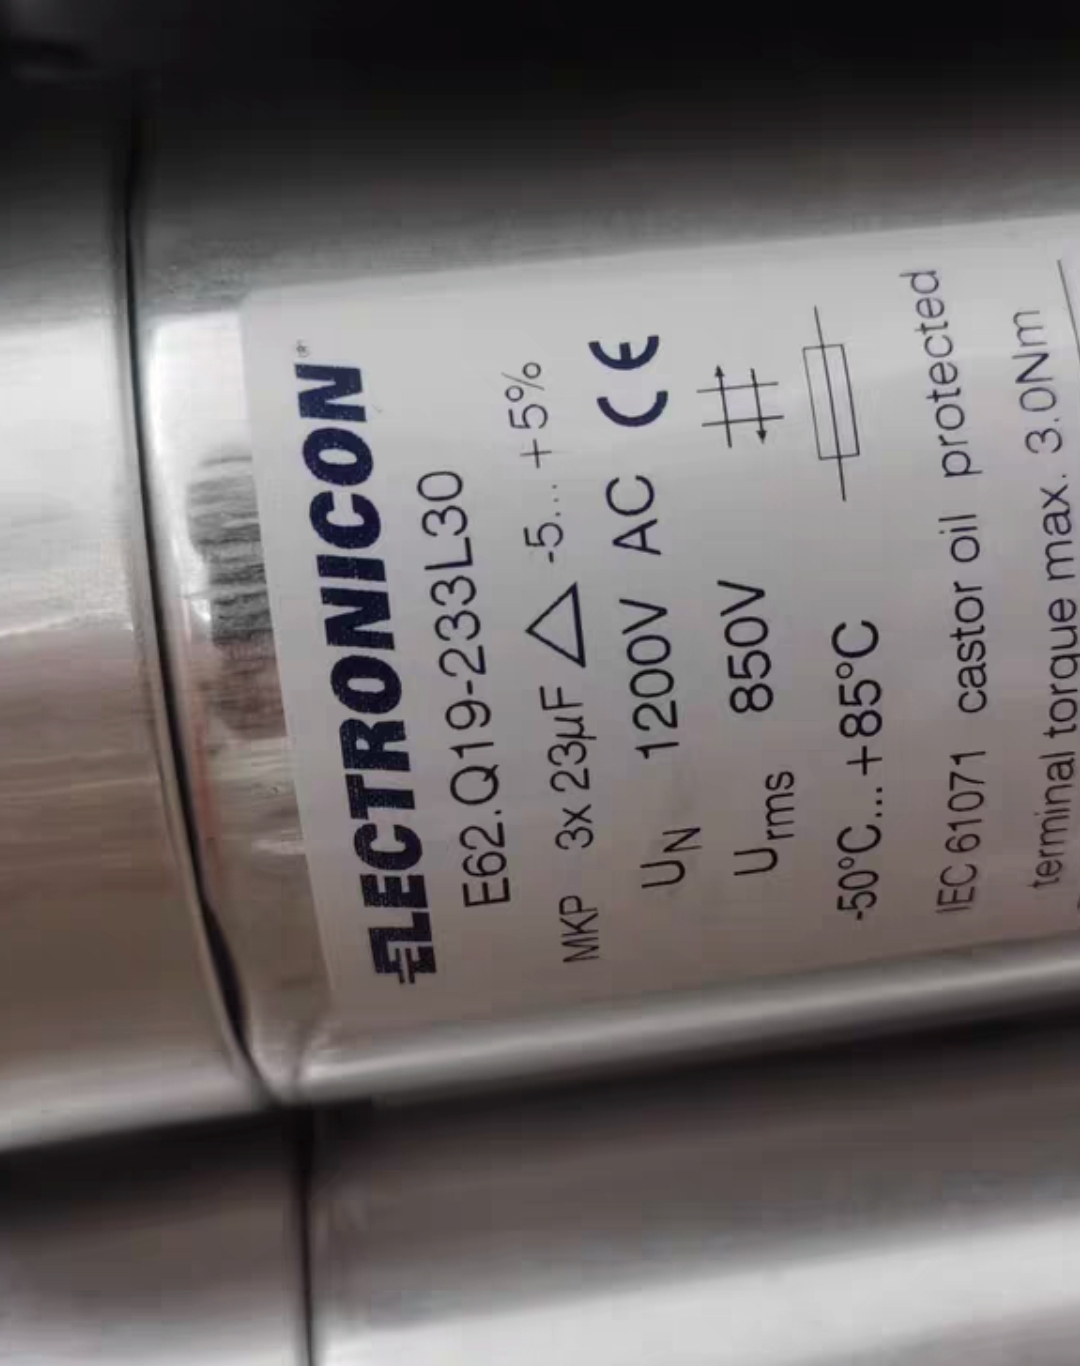 ELECTRONICON®
E62.Q19-233L30
MKP 3x 23µF △ -5... +5%
UN 1200V AC CE
Urms 850V
-50°C...+85°C
IEC 61071 castor oil protected
terminal torque max. 3.0Nm